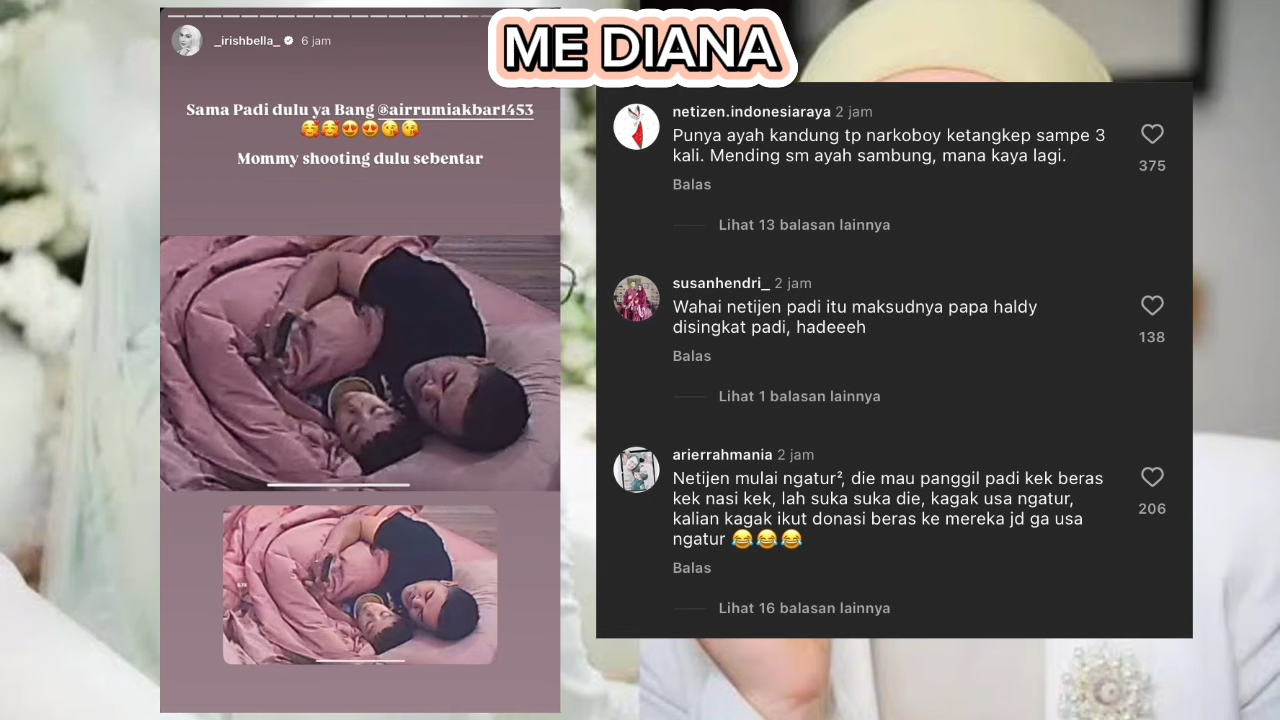 ME DIANA
_irishbella_ 6 jam
Sama Padi dulu ya Bang @airrumiakbar1453
🥰🥰😍😍😘😘
Mommy shooting dulu sebentar
netizen.indonesiaraya 2 jam
Punya ayah kandung tp narkoboy ketangkep sampe 3
kali. Mending sm ayah sambung, mana kaya lagi.
375
Balas
Lihat 13 balasan lainnya
susanhendri_ 2 jam
Wahai netijen padi itu maksudnya papa haldy
disingkat padi, hadeeeh
138
Balas
Lihat 1 balasan lainnya
arierrahmania 2 jam
Netijen mulai ngatur², die mau panggil padi kek beras
kek nasi kek, lah suka suka die, kagak usa ngatur,
kalian kagak ikut donasi beras ke mereka jd ga usa
ngatur 😂😂😂
206
Balas
Lihat 16 balasan lainnya